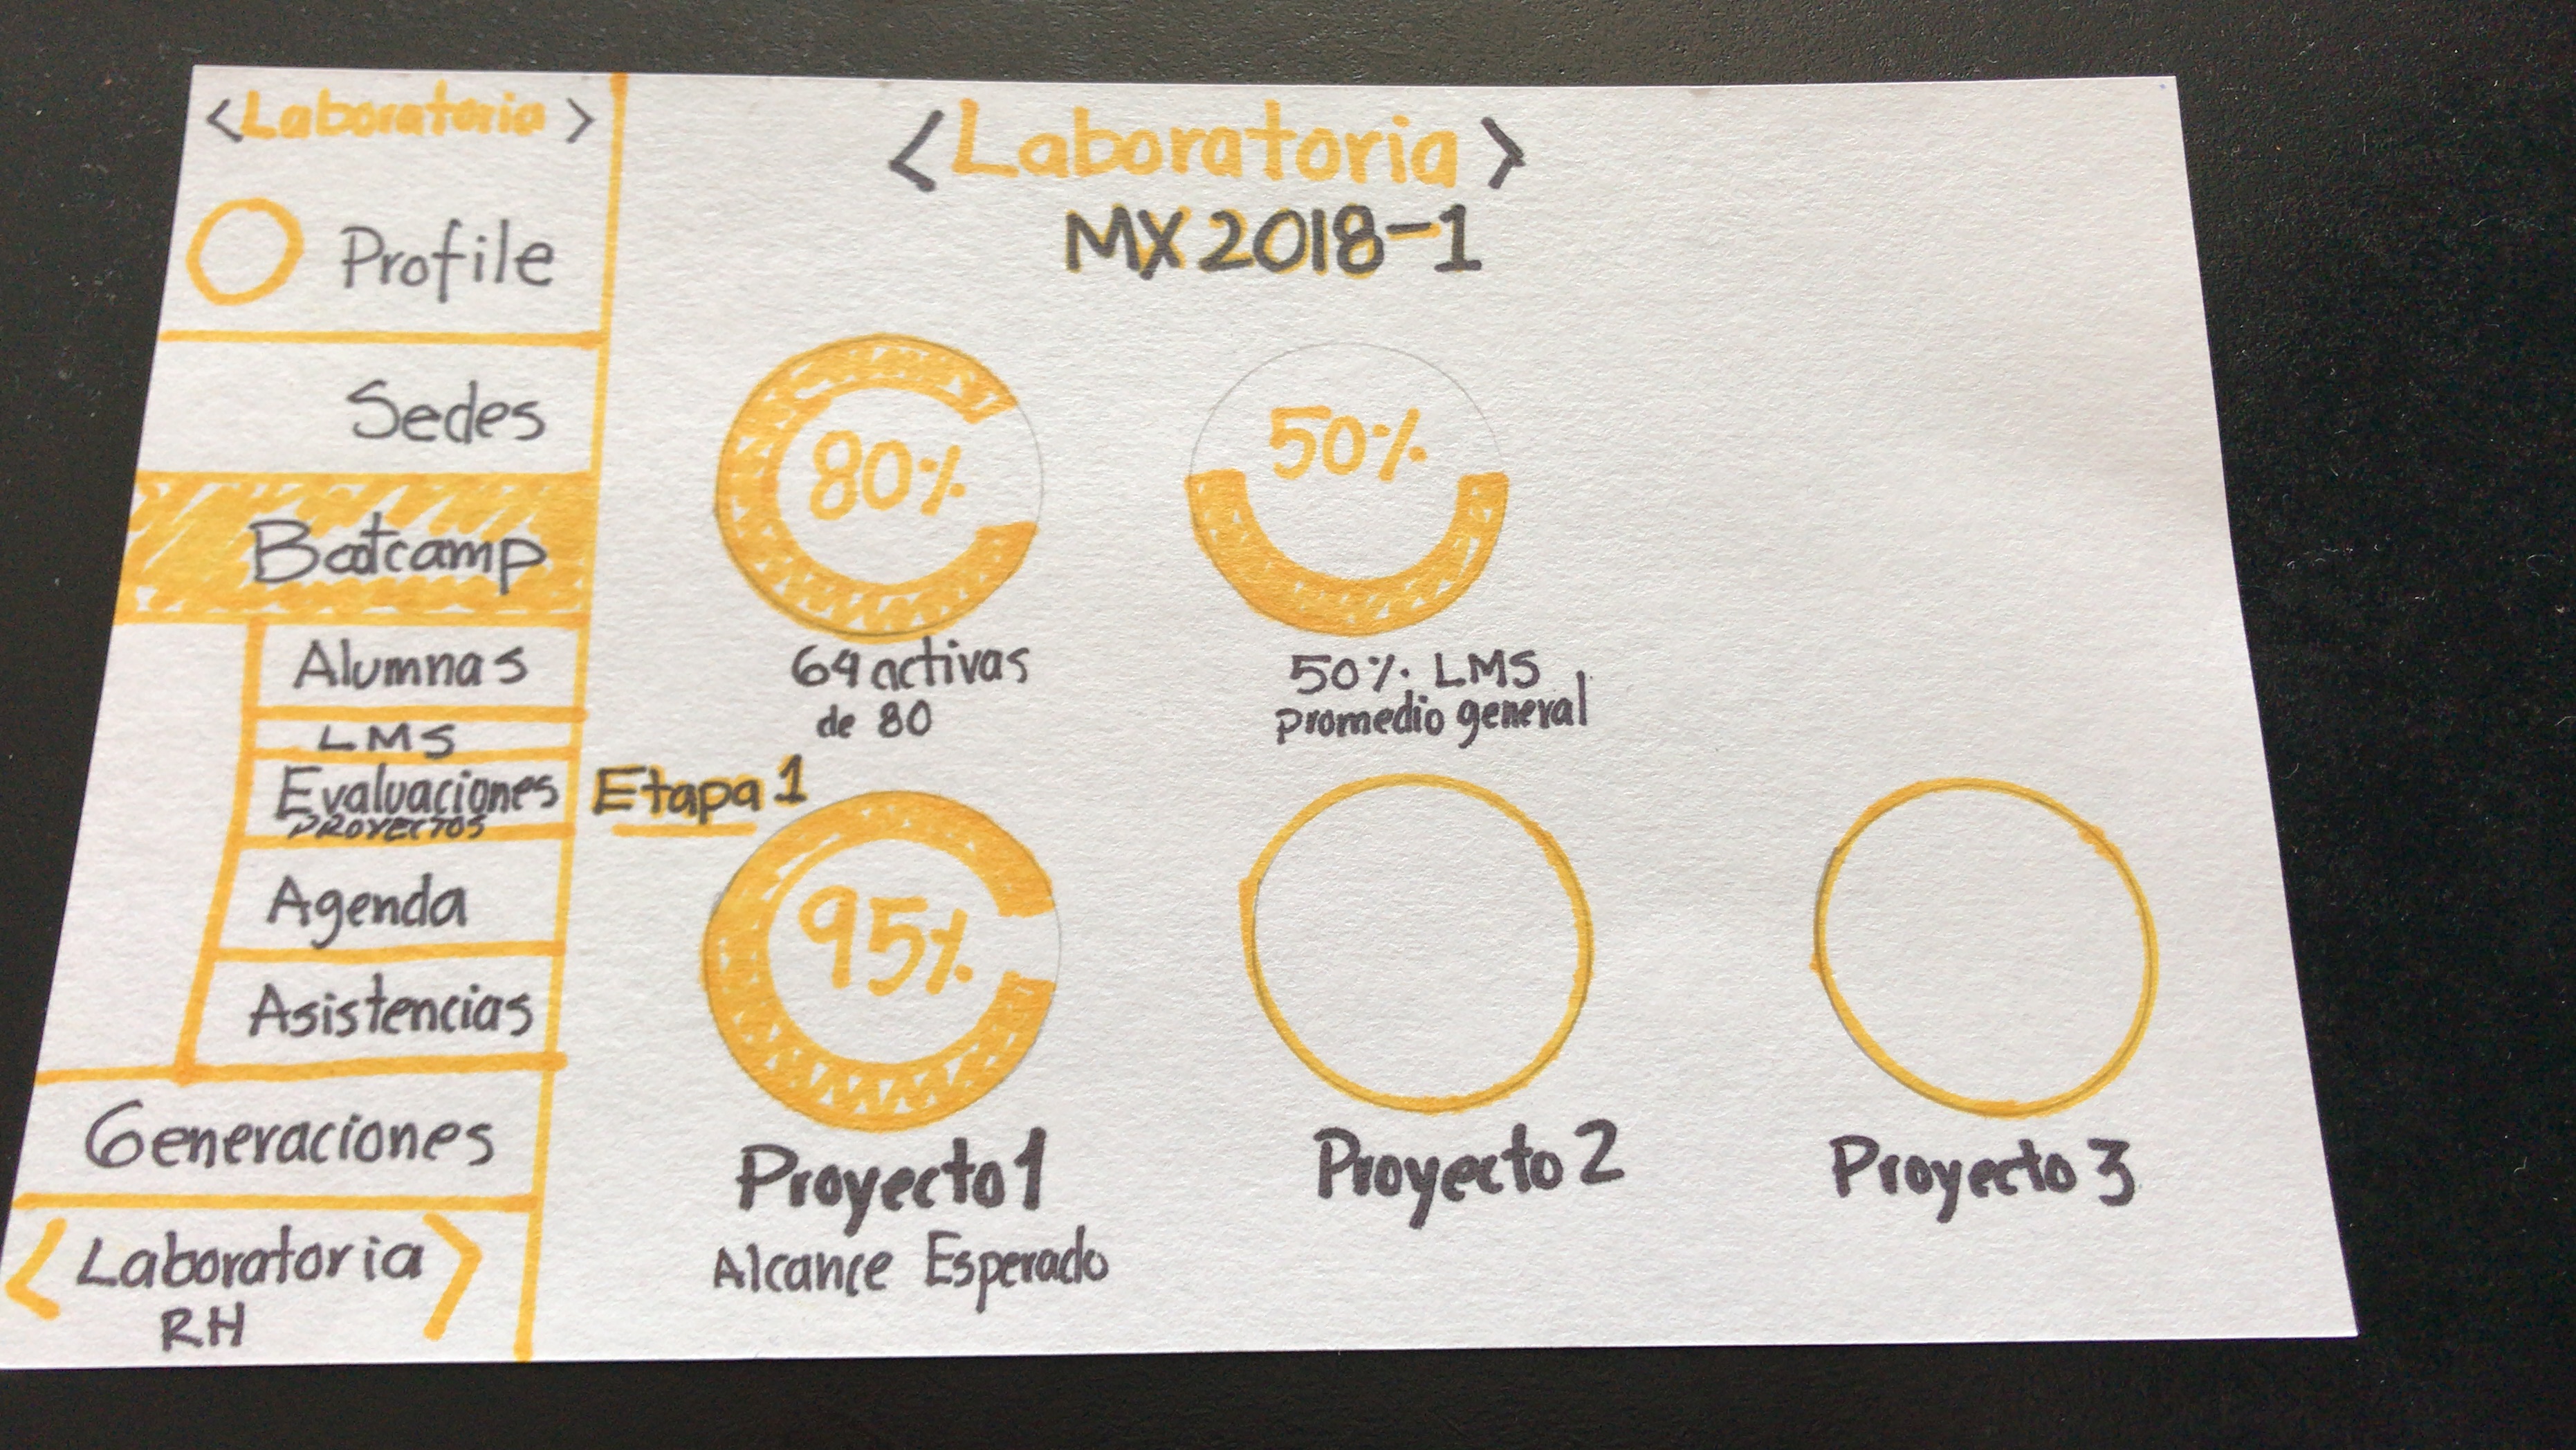 <Laboratoria>
Profile
Sedes
Bootcamp
Alumnas
LMS
Evaluaciones
PROYECTOS
Agenda
Asistencias
Generaciones
<Laboratoria>
RH
<Laboratoria>
MX 2018-1
80%
64 activas
de 80
50%
50% LMS
promedio general
Etapa 1
95%
Proyecto 1
Alcance Esperado
Proyecto 2
Proyecto 3